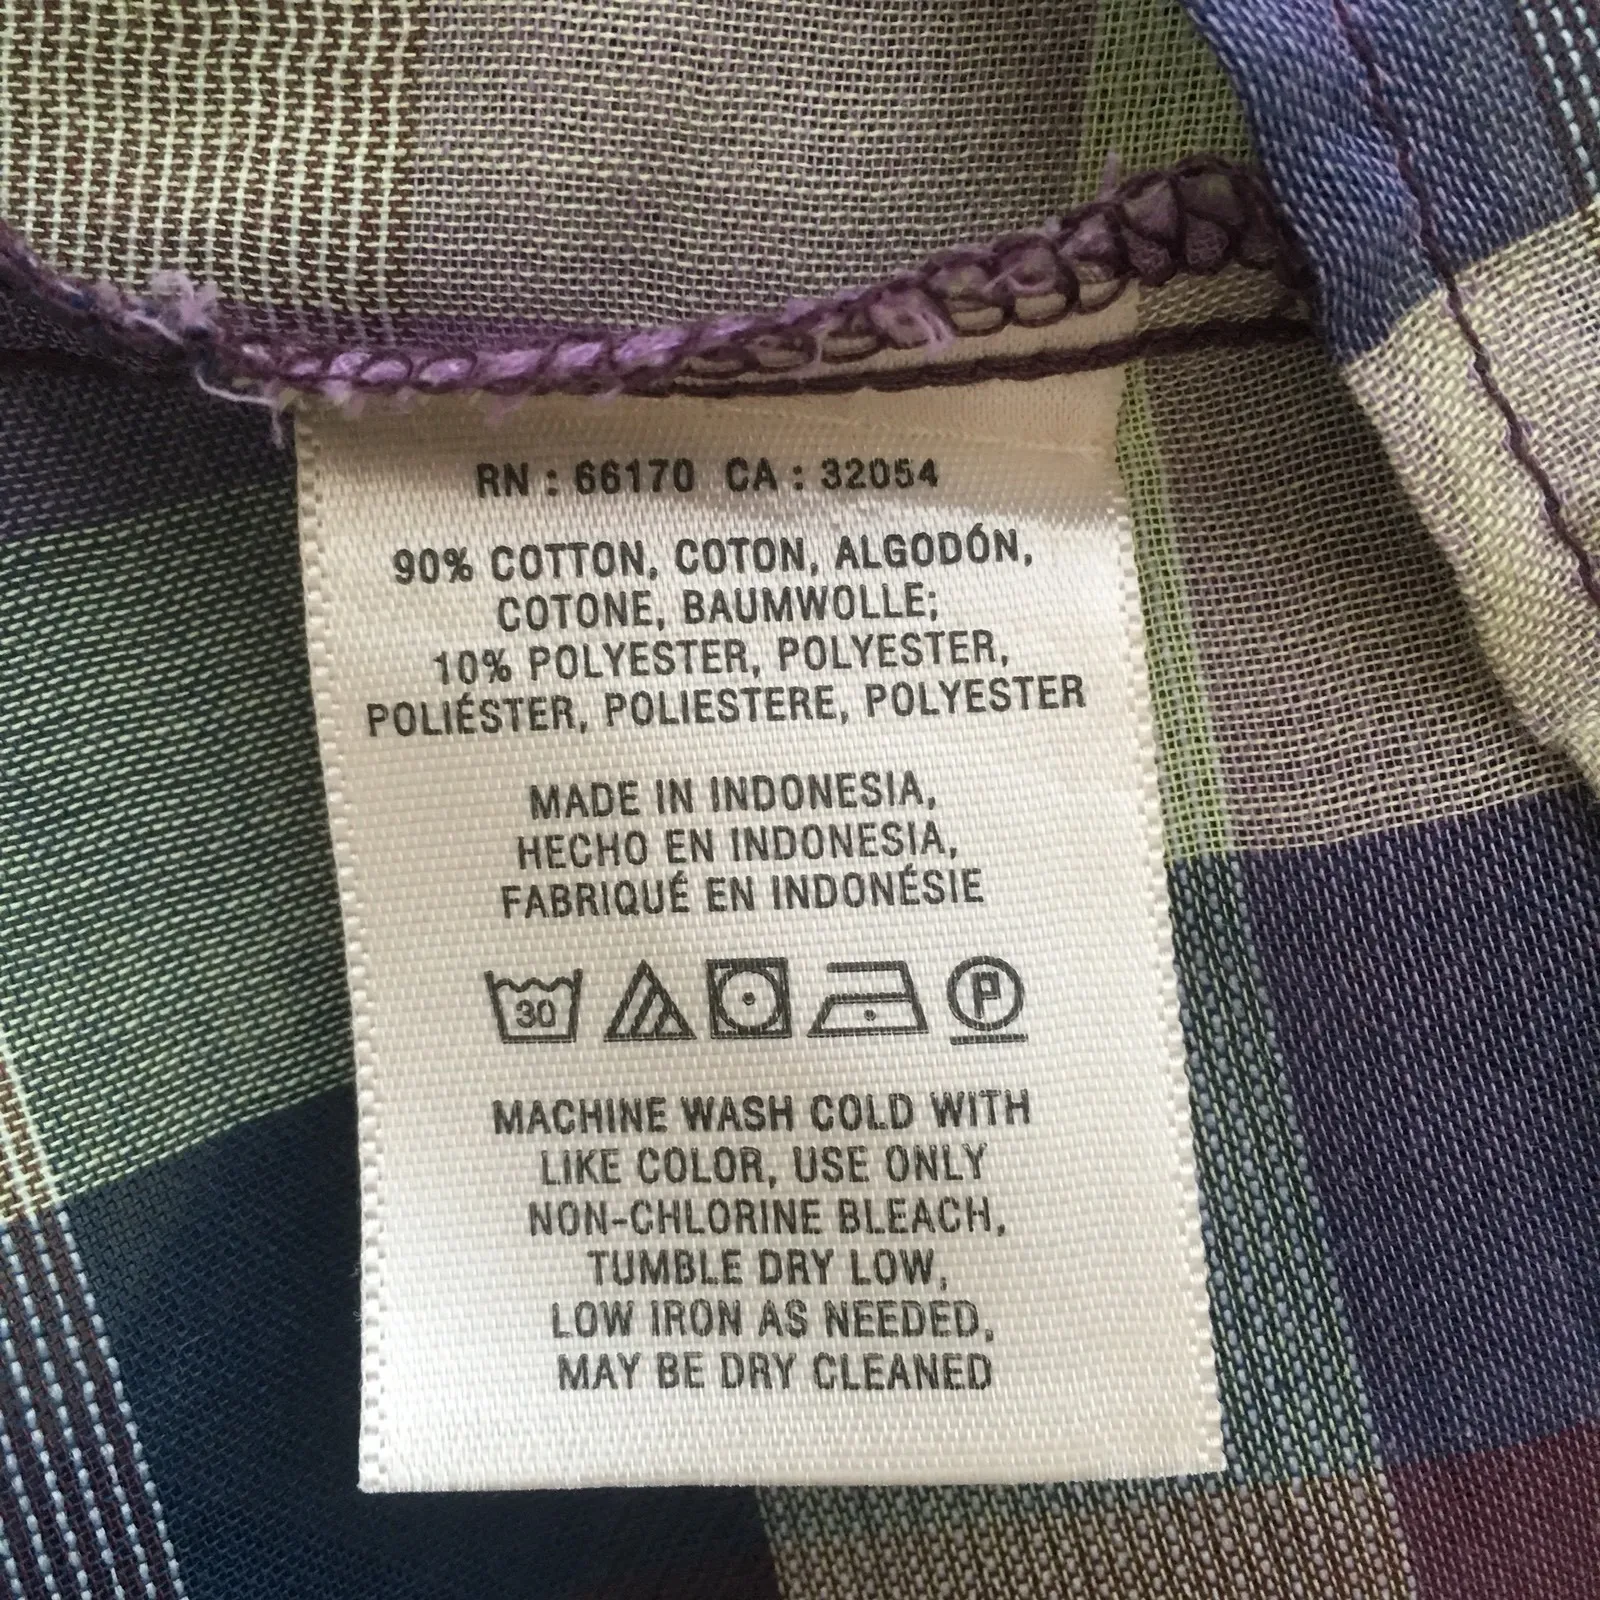 RN : 66170 CA : 32054
90% COTTON, COTON, ALGODÓN,
COTONE, BAUMWOLLE;
10% POLYESTER, POLYESTER,
POLIÉSTER, POLIESTERE, POLYESTER
MADE IN INDONESIA,
HECHO EN INDONESIA,
FABRIQUÉ EN INDONÉSIE
30 P
MACHINE WASH COLD WITH
LIKE COLOR, USE ONLY
NON-CHLORINE BLEACH,
TUMBLE DRY LOW,
LOW IRON AS NEEDED,
MAY BE DRY CLEANED